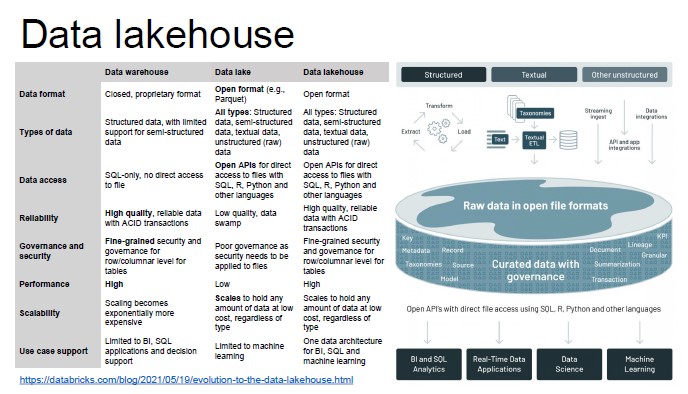 Data lakehouse
Data warehouse Data lake Data lakehouse
Data format Closed, proprietary format Open format (e.g., Parquet) Open format
Types of data Structured data, with limited support for semi-structured data All types: Structured data, semi-structured data, textual data, unstructured (raw) data All types: Structured data, semi-structured data, textual data, unstructured (raw) data
Data access SQL-only, no direct access to file Open APIs for direct access to files with SQL, R, Python and other languages Open APIs for direct access to files with SQL, R, Python and other languages
Reliability High quality, reliable data with ACID transactions Low quality, data swamp High quality, reliable data with ACID transactions
Governance and security Fine-grained security and governance for row/columnar level for tables Poor governance as security needs to be applied to files Fine-grained security and governance for row/columnar level for tables
Performance High Low High
Scalability Scaling becomes exponentially more expensive Scales to hold any amount of data at low cost, regardless of type Scales to hold any amount of data at low cost, regardless of type
Use case support Limited to BI, SQL applications and decision support Limited to machine learning One data architecture for BI, SQL and machine learning
https://databricks.com/blog/2021/05/19/evolution-to-the-data-lakehouse.html
Structured Textual Other unstructured
Transform
Extract Load
Taxonomies
Text
Textual ETL
Streaming ingest
Data integrations
API and app integrations
Raw data in open file formats
Key
Metadata
Record
Taxonomies
Source
Model
Curated data with governance
KPI
Lineage
Document
Granular
Summarization
Transaction
Open API's with direct file access using SQL, R, Python and other languages
BI and SQL Analytics
Real-Time Data Applications
Data Science
Machine Learning